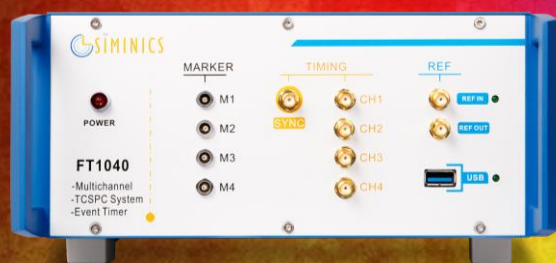 SIMINICS
MARKER
TIMING
REF
M1
M2
M3
M4
SYNC
CH1
CH2
CH3
CH4
REF IN
REF OUT
USB
POWER
FT1040
-Multichannel
-TCSPC System
-Event Timer